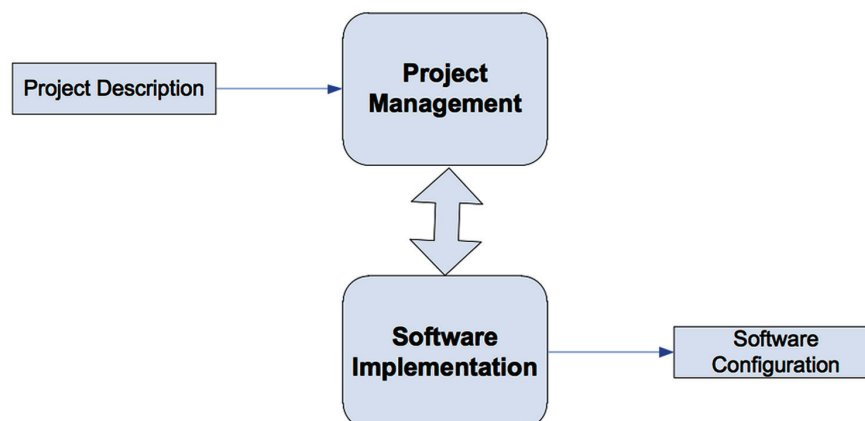 Project Description
Project
Management
Software
Implementation
Software
Configuration